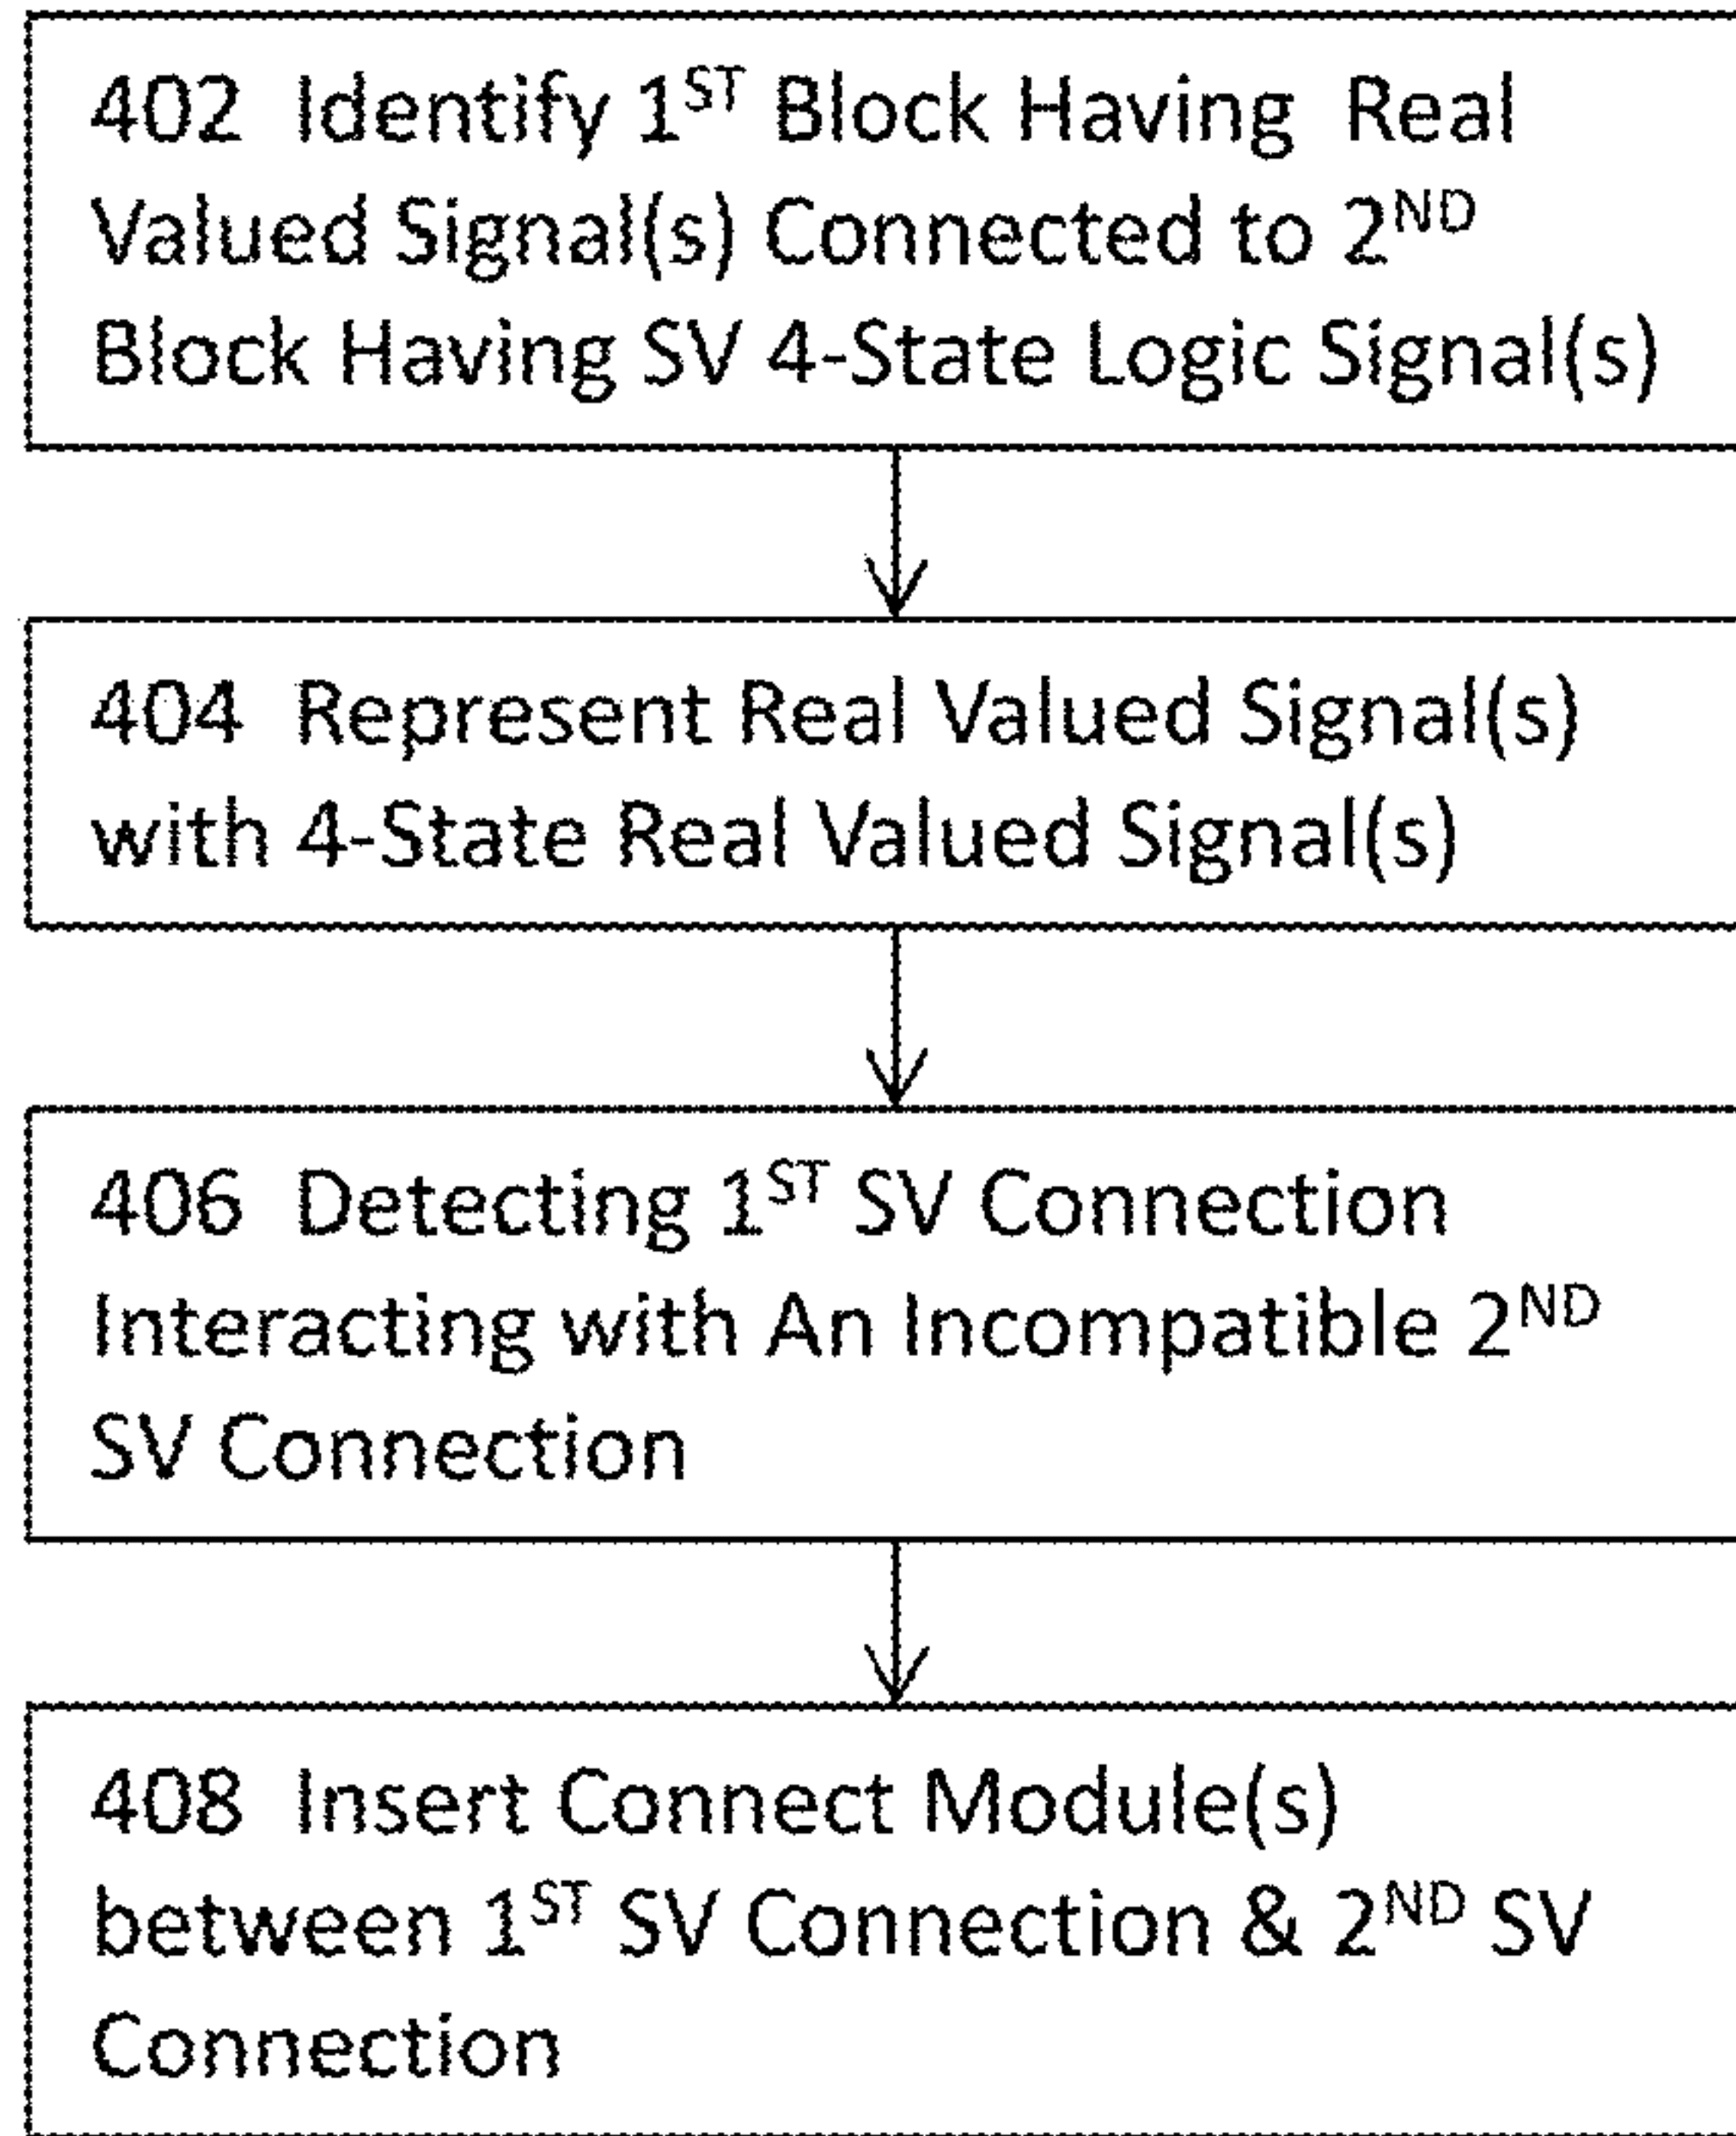 402 Identify 1ST Block Having Real
Valued Signal(s) Connected to 2ND
Block Having SV 4-State Logic Signal(s)
404 Represent Real Valued Signal(s)
with 4-State Real Valued Signal(s)
406 Detecting 1ST SV Connection
Interacting with An Incompatible 2ND
SV Connection
408 Insert Connect Module(s)
between 1ST SV Connection & 2ND SV
Connection